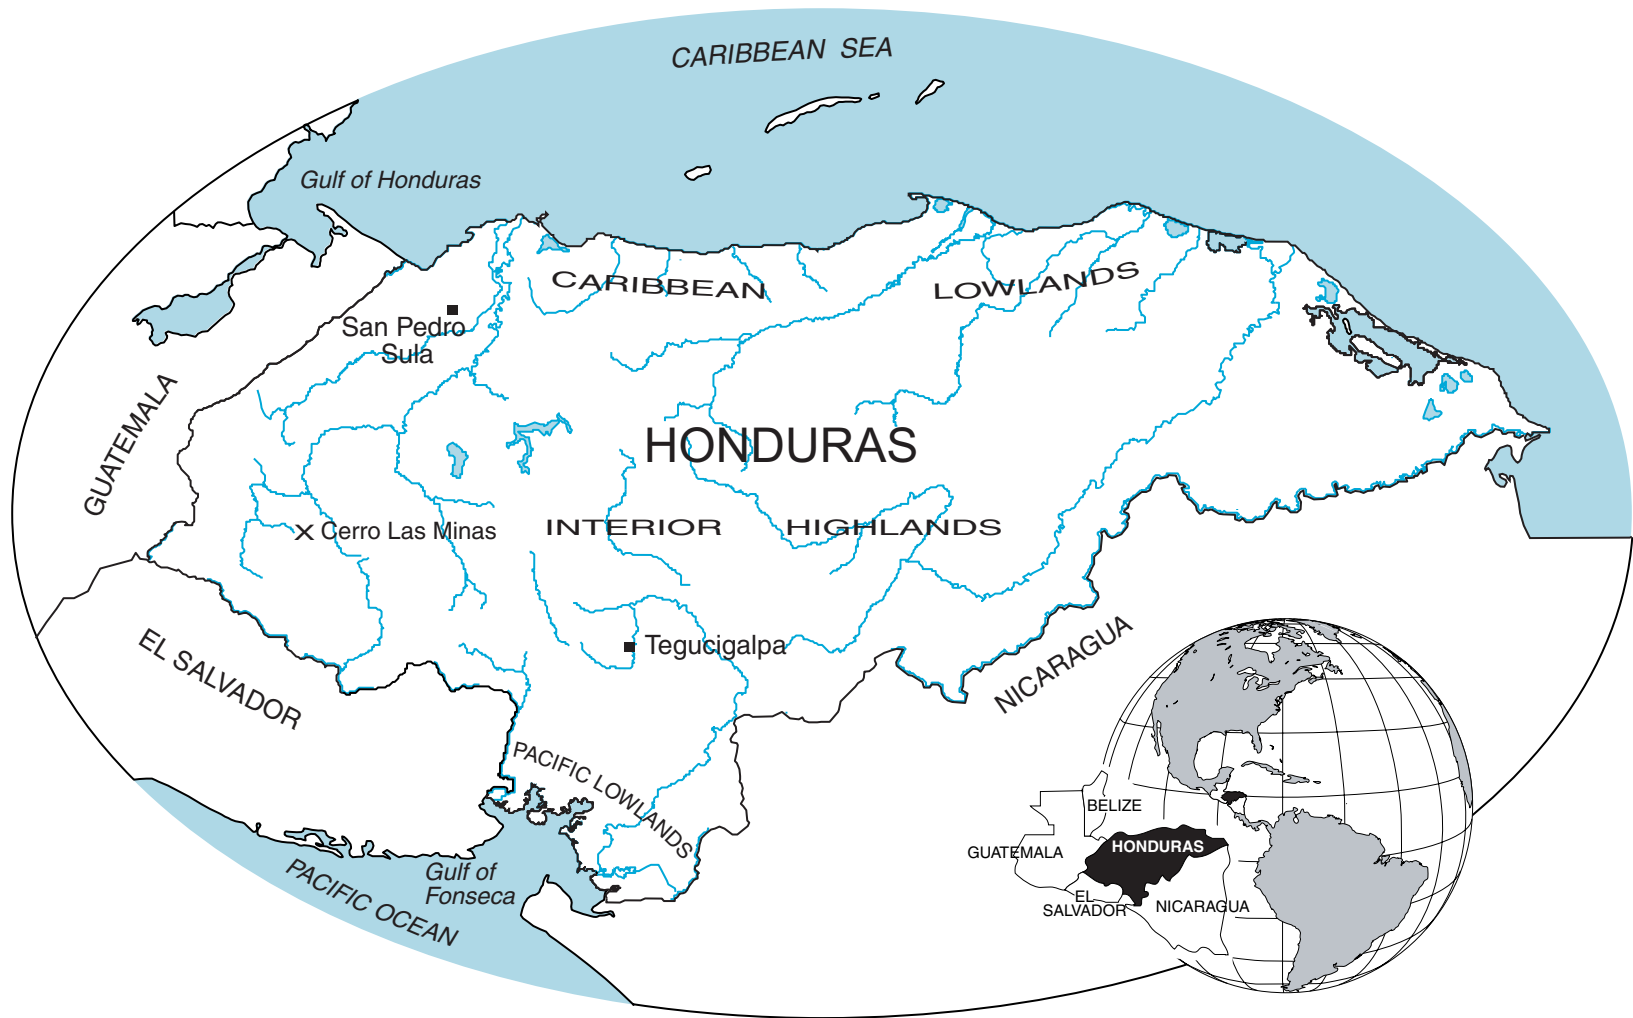 CARIBBEAN SEA
Gulf of Honduras
CARIBBEAN LOWLANDS
San Pedro
Sula
GUATEMALA
HONDURAS
X Cerro Las Minas
INTERIOR HIGHLANDS
EL SALVADOR
Tegucigalpa
NICARAGUA
PACIFIC LOWLANDS
Gulf of
Fonseca
PACIFIC OCEAN
BELIZE
HONDURAS
GUATEMALA
EL
SALVADOR
NICARAGUA